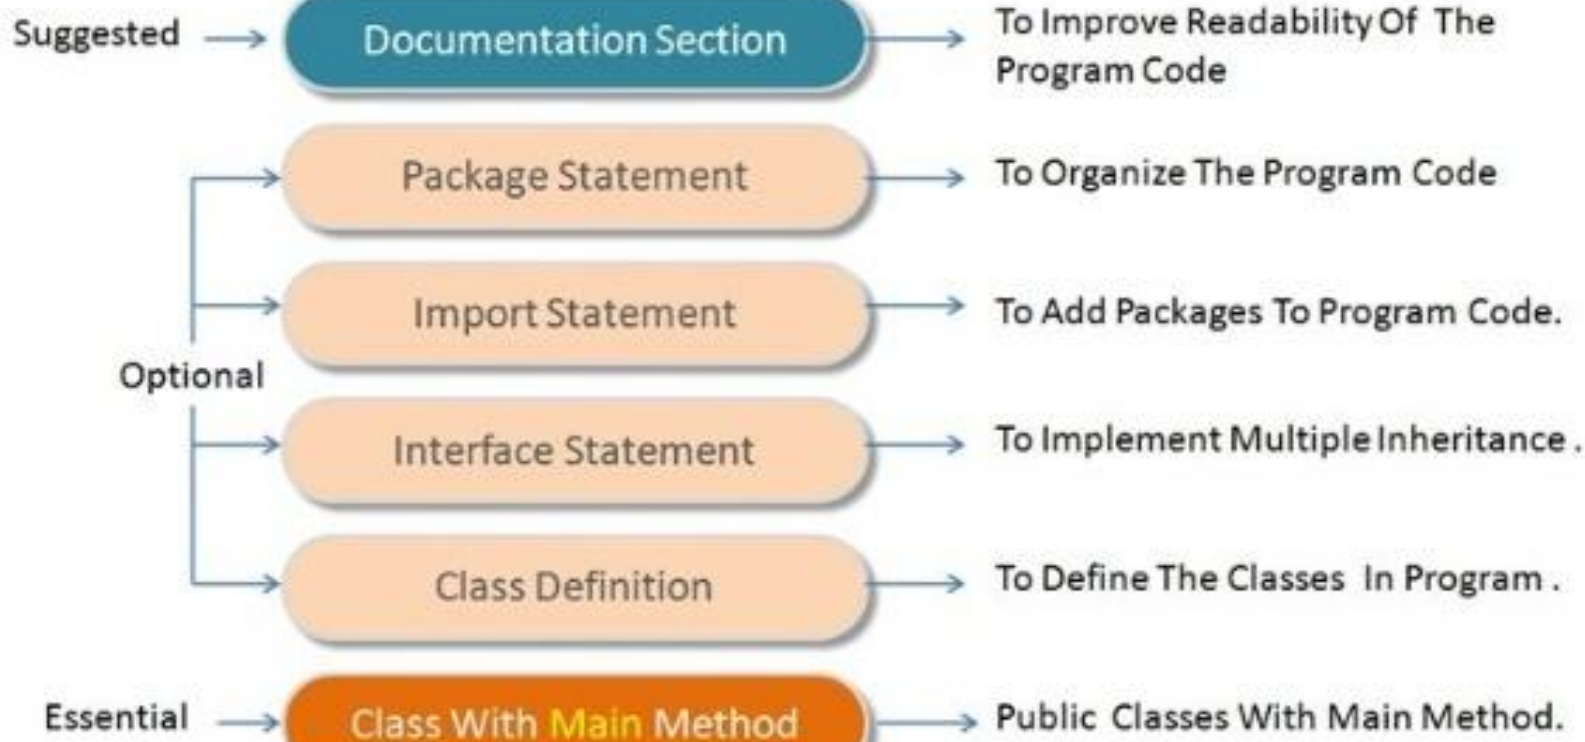 Suggested
Documentation Section
To Improve Readability Of The
Program Code
Package Statement
To Organize The Program Code
Import Statement
To Add Packages To Program Code.
Optional
Interface Statement
To Implement Multiple Inheritance .
Class Definition
To Define The Classes In Program .
Essential
Class With Main Method
Public Classes With Main Method.